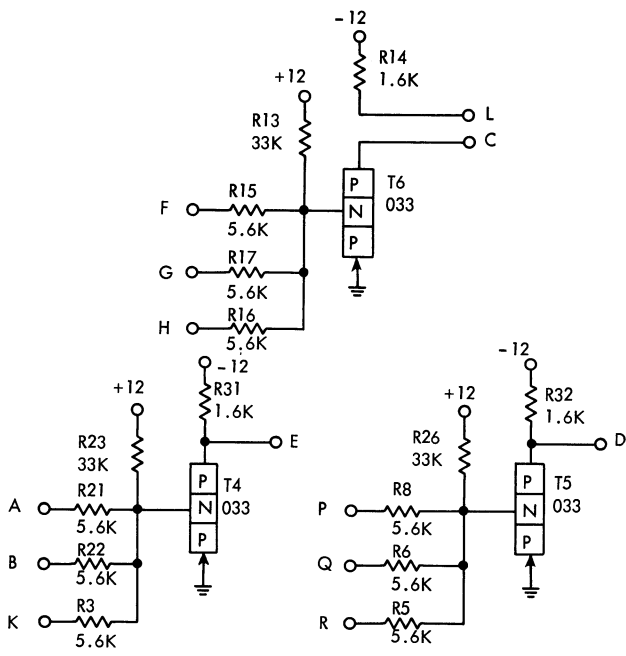 -12
R14
1.6K
+12
L
R13
33K
C
P
T6
N
033
P
F
R15
5.6K
G
R17
5.6K
H
R16
5.6K
-12
R31
1.6K
+12
E
R23
33K
P
T4
N
033
P
A
R21
5.6K
B
R22
5.6K
K
R3
5.6K
-12
R32
1.6K
+12
D
R26
33K
P
T5
N
033
P
P
R8
5.6K
Q
R6
5.6K
R
R5
5.6K